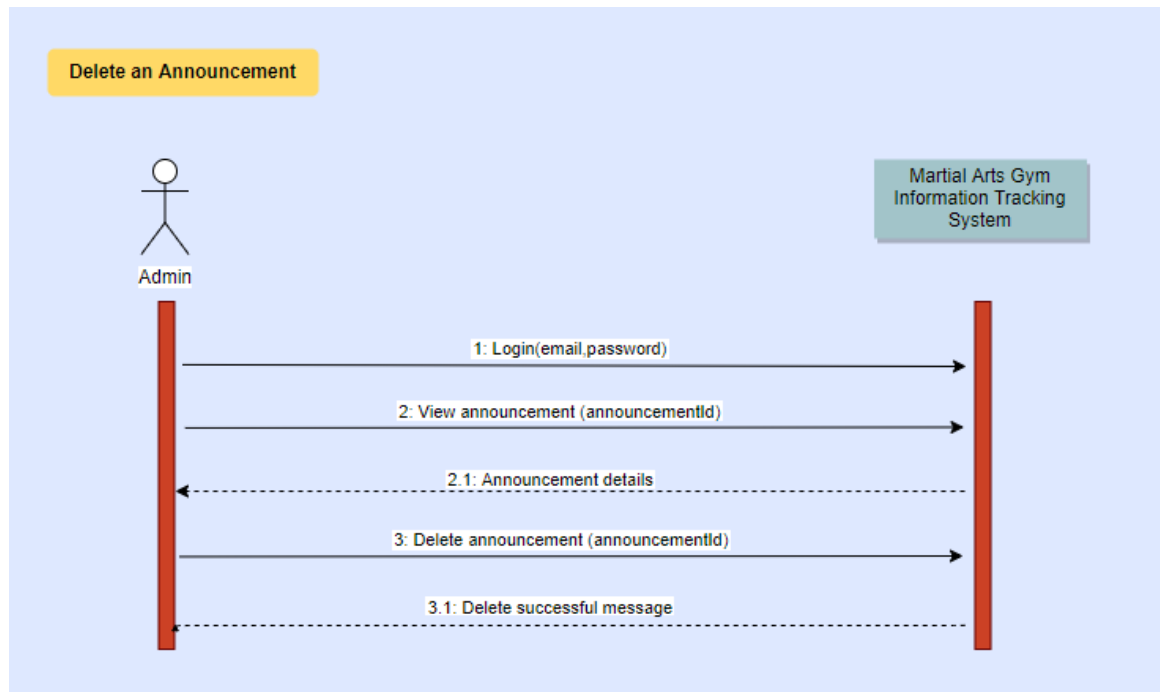 Delete an Announcement
Martial Arts Gym
Information Tracking
System
Admin
1: Login(email,password)
2: View announcement (announcementId)
2.1: Announcement details
3: Delete announcement (announcementId)
3.1: Delete successful message